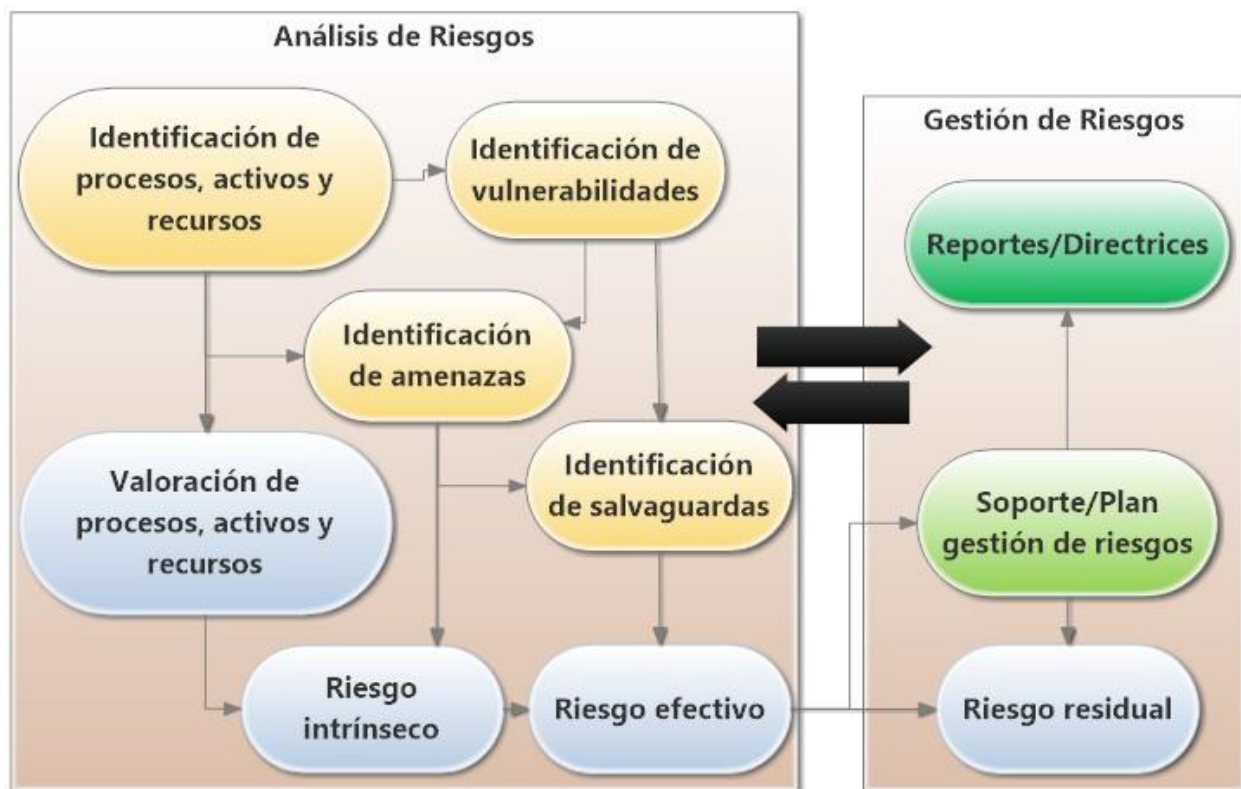 Análisis de Riesgos
Identificación de
procesos, activos y
recursos
Identificación de
vulnerabilidades
Identificación
de amenazas
Valoración de
procesos, activos y
recursos
Identificación
de salvaguardas
Riesgo
intrínseco
Riesgo efectivo
Gestión de Riesgos
Reportes/Directrices
Soporte/Plan
gestión de riesgos
Riesgo residual